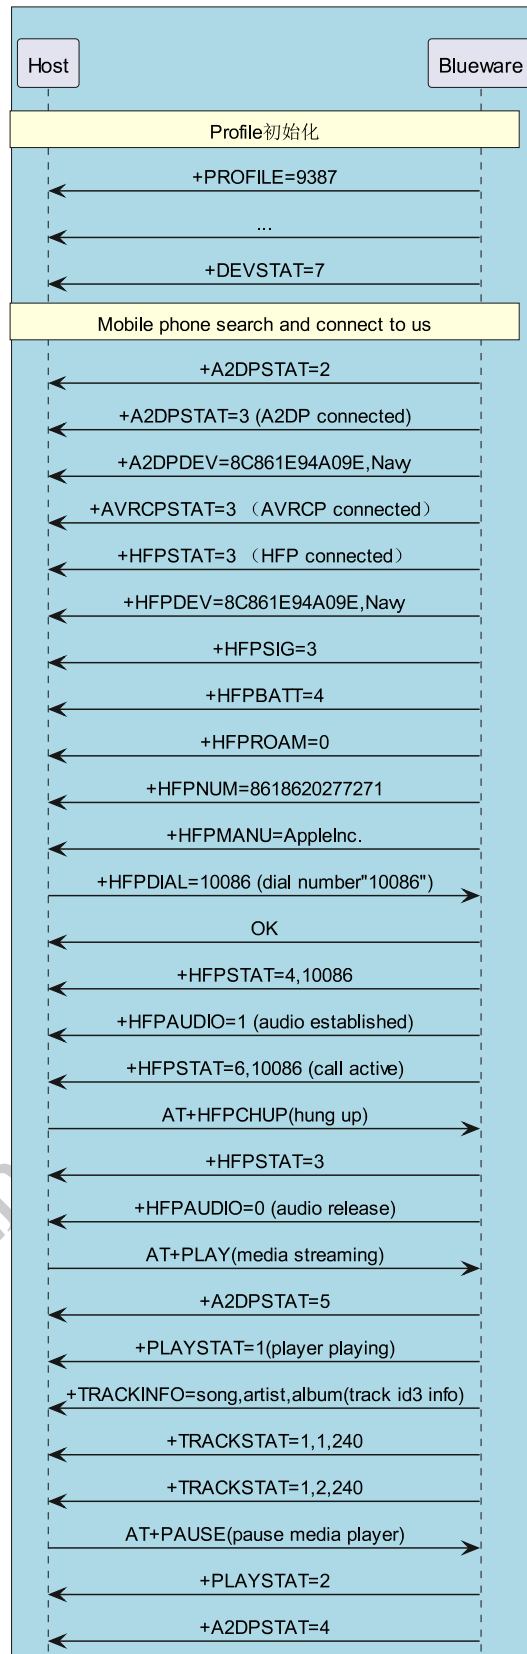 Host
Blueware
Profile初始化
+PROFILE=9387
...
+DEVSTAT=7
Mobile phone search and connect to us
+A2DPSTAT=2
+A2DPSTAT=3 (A2DP connected)
+A2DPDEV=8C861E94A09E,Navy
+AVRCPSTAT=3 （AVRCP connected）
+HFPSTAT=3 （HFP connected）
+HFPDEV=8C861E94A09E,Navy
+HFPSIG=3
+HFPBATT=4
+HFPROAM=0
+HFPNUM=8618620277271
+HFPMANU=AppleInc.
+HFPDIAL=10086 (dial number"10086")
OK
+HFPSTAT=4,10086
+HFPAUDIO=1 (audio established)
+HFPSTAT=6,10086 (call active)
AT+HFPCHUP(hung up)
+HFPSTAT=3
+HFPAUDIO=0 (audio release)
AT+PLAY(media streaming)
+A2DPSTAT=5
+PLAYSTAT=1(player playing)
+TRACKINFO=song,artist,album(track id3 info)
+TRACKSTAT=1,1,240
+TRACKSTAT=1,2,240
AT+PAUSE(pause media player)
+PLAYSTAT=2
+A2DPSTAT=4